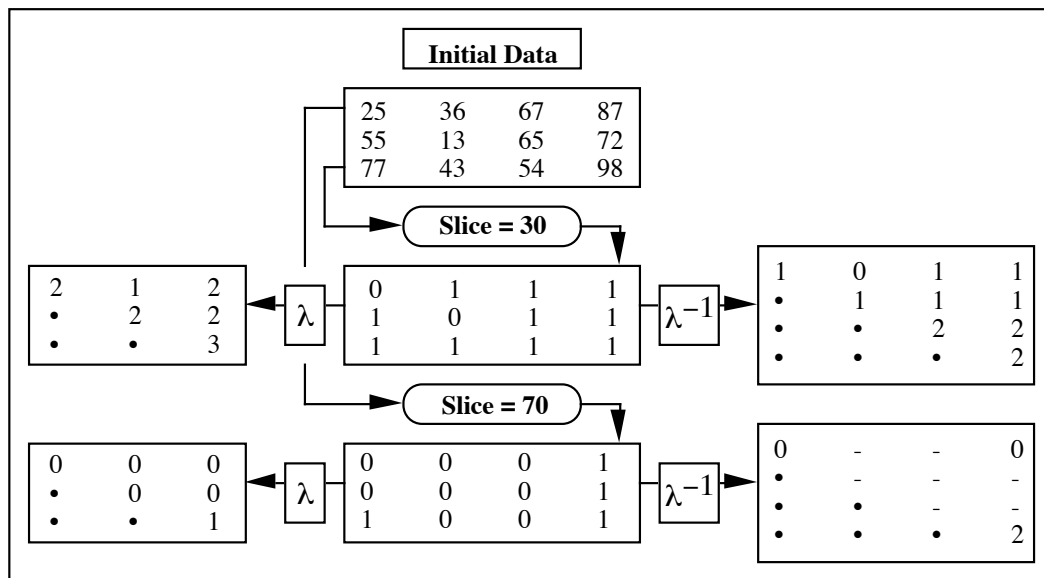 Initial Data
25 36 67 87
55 13 65 72
77 43 54 98
Slice = 30
2 1 2
• 2 2
• • 3
λ
0 1 1 1
1 0 1 1
1 1 1 1
λ⁻¹
1 0 1 1
• 1 1 1
• • 2 2
• • • 2
Slice = 70
0 0 0
• 0 0
• • 1
λ
0 0 0 1
0 0 0 1
1 0 0 1
λ⁻¹
0 - - 0
• - - -
• • - -
• • • 2